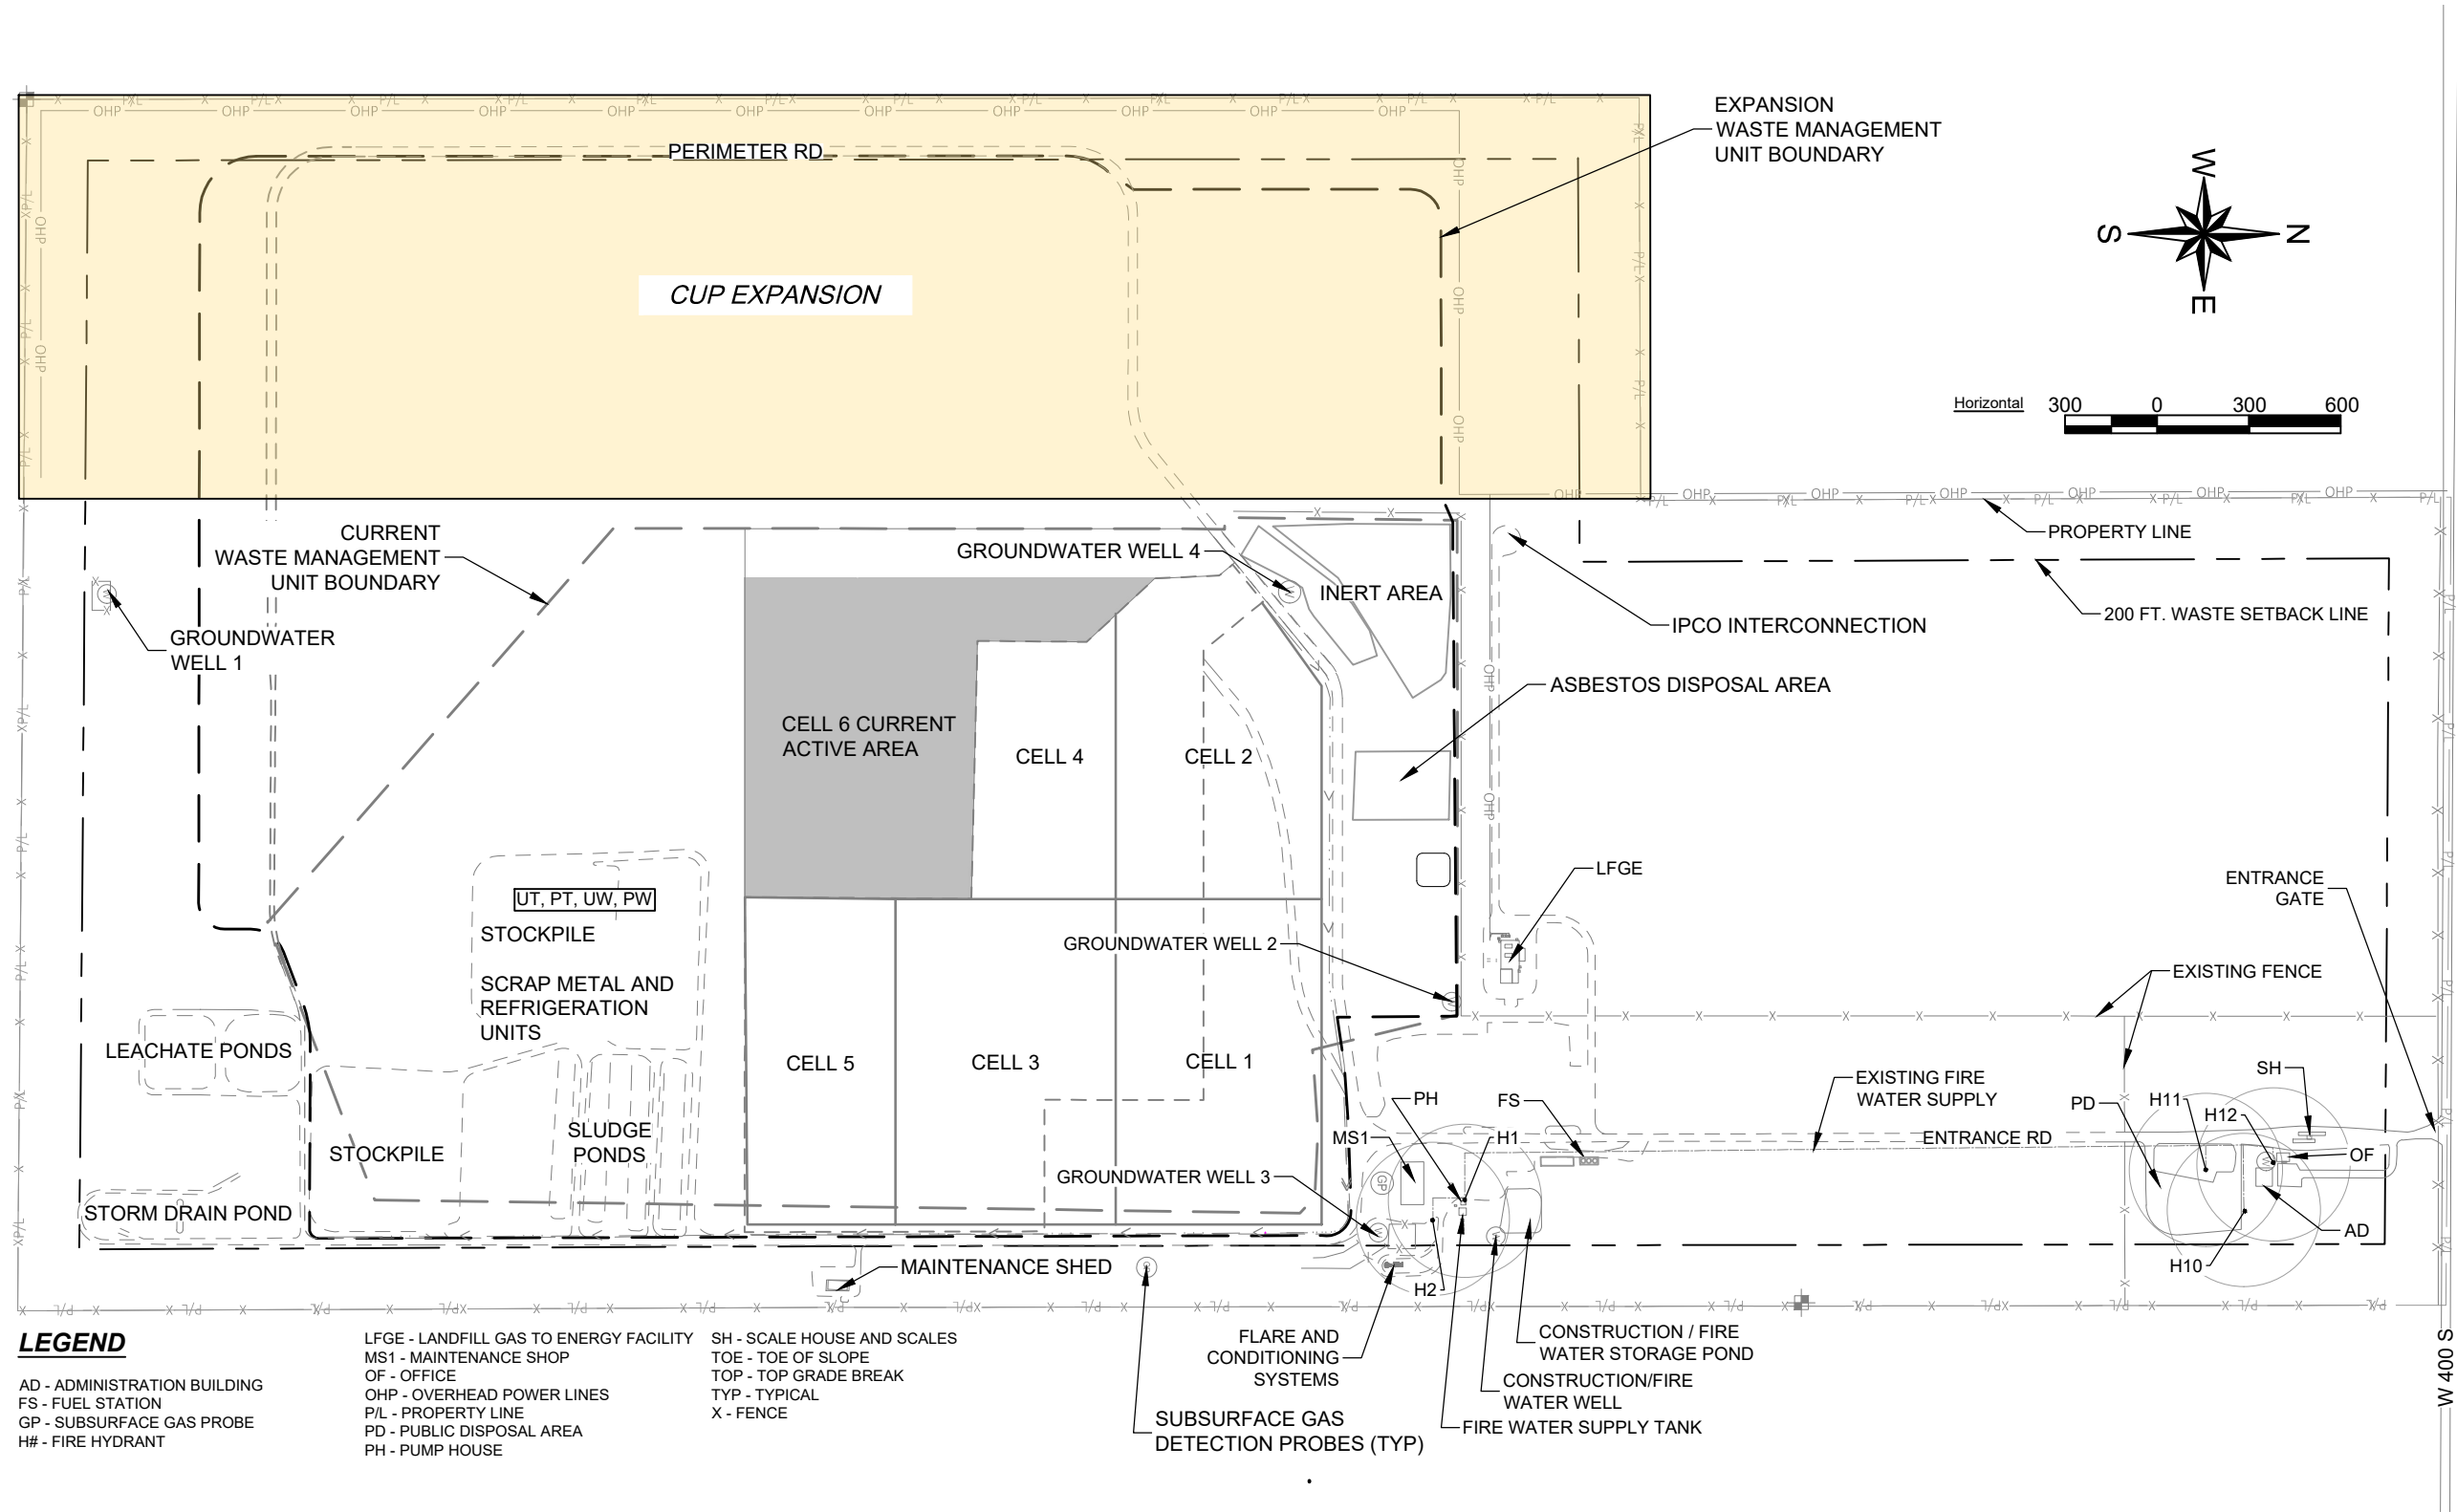 EXPANSION
WASTE MANAGEMENT
UNIT BOUNDARY
PERIMETER RD
CUP EXPANSION
W
S
N
E
Horizontal
300 0 300 600
CURRENT
WASTE MANAGEMENT
UNIT BOUNDARY
GROUNDWATER WELL 4
INERT AREA
PROPERTY LINE
200 FT. WASTE SETBACK LINE
IPCO INTERCONNECTION
GROUNDWATER
WELL 1
ASBESTOS DISPOSAL AREA
CELL 6 CURRENT
ACTIVE AREA
CELL 4
CELL 2
LFGE
ENTRANCE
GATE
UT, PT, UW, PW
STOCKPILE
GROUNDWATER WELL 2
EXISTING FENCE
SCRAP METAL AND
REFRIGERATION
UNITS
LEACHATE PONDS
CELL 5
CELL 3
CELL 1
SH
EXISTING FIRE
WATER SUPPLY
PH
FS
PD
H11
H12
SLUDGE
PONDS
STOCKPILE
MS1
H1
ENTRANCE RD
OF
GROUNDWATER WELL 3
GP
STORM DRAIN POND
AD
MAINTENANCE SHED
H2
H10
OHP
P/L
X
FLARE AND
CONDITIONING
SYSTEMS
CONSTRUCTION / FIRE
WATER STORAGE POND
CONSTRUCTION/FIRE
WATER WELL
SUBSURFACE GAS
DETECTION PROBES (TYP)
FIRE WATER SUPPLY TANK
W 400 S
LEGEND
AD - ADMINISTRATION BUILDING
FS - FUEL STATION
GP - SUBSURFACE GAS PROBE
H# - FIRE HYDRANT
LFGE - LANDFILL GAS TO ENERGY FACILITY
MS1 - MAINTENANCE SHOP
OF - OFFICE
OHP - OVERHEAD POWER LINES
P/L - PROPERTY LINE
PD - PUBLIC DISPOSAL AREA
PH - PUMP HOUSE
SH - SCALE HOUSE AND SCALES
TOE - TOE OF SLOPE
TOP - TOP GRADE BREAK
TYP - TYPICAL
X - FENCE